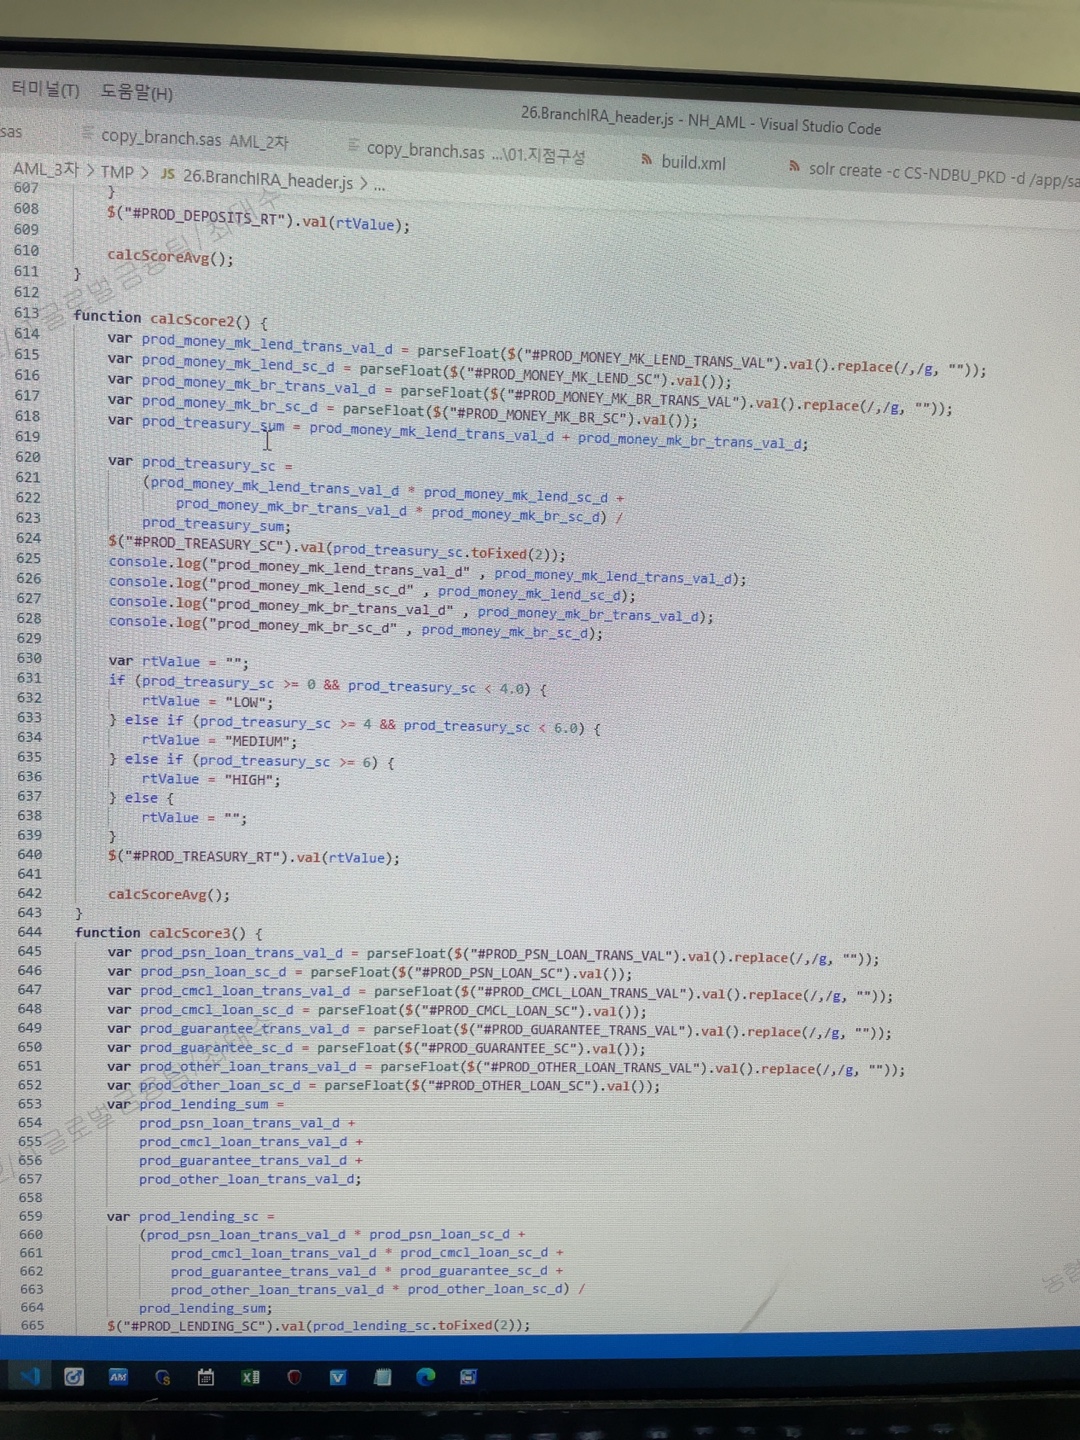 터미널(T) 도움말(H)
26.BranchIRA_header.js - NH_AML - Visual Studio Code
sas copy_branch.sas AML_2차 copy_branch.sas ...\01.지점구성 build.xml solr create -c CS-NDBU_PKD -d /app/sa
AML_3차 > TMP > JS 26.BranchIRA_header.js > ...
607 }
608 $("#PROD_DEPOSITS_RT").val(rtValue);
609
610 calcScoreAvg();
611 }
612
613 function calcScore2() {
614 var prod_money_mk_lend_trans_val_d = parseFloat($("#PROD_MONEY_MK_LEND_TRANS_VAL").val().replace(/,/g, ""));
615 var prod_money_mk_lend_sc_d = parseFloat($("#PROD_MONEY_MK_LEND_SC").val());
616 var prod_money_mk_br_trans_val_d = parseFloat($("#PROD_MONEY_MK_BR_TRANS_VAL").val().replace(/,/g, ""));
617 var prod_money_mk_br_sc_d = parseFloat($("#PROD_MONEY_MK_BR_SC").val());
618 var prod_treasury_sum = prod_money_mk_lend_trans_val_d + prod_money_mk_br_trans_val_d;
619
620 var prod_treasury_sc =
621 (prod_money_mk_lend_trans_val_d * prod_money_mk_lend_sc_d +
622 prod_money_mk_br_trans_val_d * prod_money_mk_br_sc_d) /
623 prod_treasury_sum;
624 $("#PROD_TREASURY_SC").val(prod_treasury_sc.toFixed(2));
625 console.log("prod_money_mk_lend_trans_val_d" , prod_money_mk_lend_trans_val_d);
626 console.log("prod_money_mk_lend_sc_d" , prod_money_mk_lend_sc_d);
627 console.log("prod_money_mk_br_trans_val_d" , prod_money_mk_br_trans_val_d);
628 console.log("prod_money_mk_br_sc_d" , prod_money_mk_br_sc_d);
629
630 var rtValue = "";
631 if (prod_treasury_sc >= 0 && prod_treasury_sc < 4.0) {
632 rtValue = "LOW";
633 } else if (prod_treasury_sc >= 4 && prod_treasury_sc < 6.0) {
634 rtValue = "MEDIUM";
635 } else if (prod_treasury_sc >= 6) {
636 rtValue = "HIGH";
637 } else {
638 rtValue = "";
639 }
640 $("#PROD_TREASURY_RT").val(rtValue);
641
642 calcScoreAvg();
643 }
644 function calcScore3() {
645 var prod_psn_loan_trans_val_d = parseFloat($("#PROD_PSN_LOAN_TRANS_VAL").val().replace(/,/g, ""));
646 var prod_psn_loan_sc_d = parseFloat($("#PROD_PSN_LOAN_SC").val());
647 var prod_cmcl_loan_trans_val_d = parseFloat($("#PROD_CMCL_LOAN_TRANS_VAL").val().replace(/,/g, ""));
648 var prod_cmcl_loan_sc_d = parseFloat($("#PROD_CMCL_LOAN_SC").val());
649 var prod_guarantee_trans_val_d = parseFloat($("#PROD_GUARANTEE_TRANS_VAL").val().replace(/,/g, ""));
650 var prod_guarantee_sc_d = parseFloat($("#PROD_GUARANTEE_SC").val());
651 var prod_other_loan_trans_val_d = parseFloat($("#PROD_OTHER_LOAN_TRANS_VAL").val().replace(/,/g, ""));
652 var prod_other_loan_sc_d = parseFloat($("#PROD_OTHER_LOAN_SC").val());
653 var prod_lending_sum =
654 prod_psn_loan_trans_val_d +
655 prod_cmcl_loan_trans_val_d +
656 prod_guarantee_trans_val_d +
657 prod_other_loan_trans_val_d;
658
659 var prod_lending_sc =
660 (prod_psn_loan_trans_val_d * prod_psn_loan_sc_d +
661 prod_cmcl_loan_trans_val_d * prod_cmcl_loan_sc_d +
662 prod_guarantee_trans_val_d * prod_guarantee_sc_d +
663 prod_other_loan_trans_val_d * prod_other_loan_sc_d) /
664 prod_lending_sum;
665 $("#PROD_LENDING_SC").val(prod_lending_sc.toFixed(2));